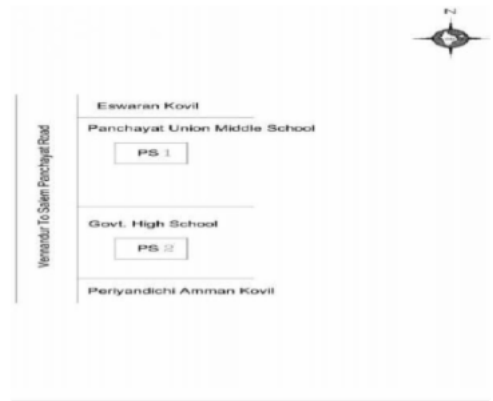 N
Eswaran Kovil
Panchayat Union Middle School
PS 1
Vennandur To Salem Panchayat Road
Govt. High School
PS 2
Periyandichi Amman Kovil